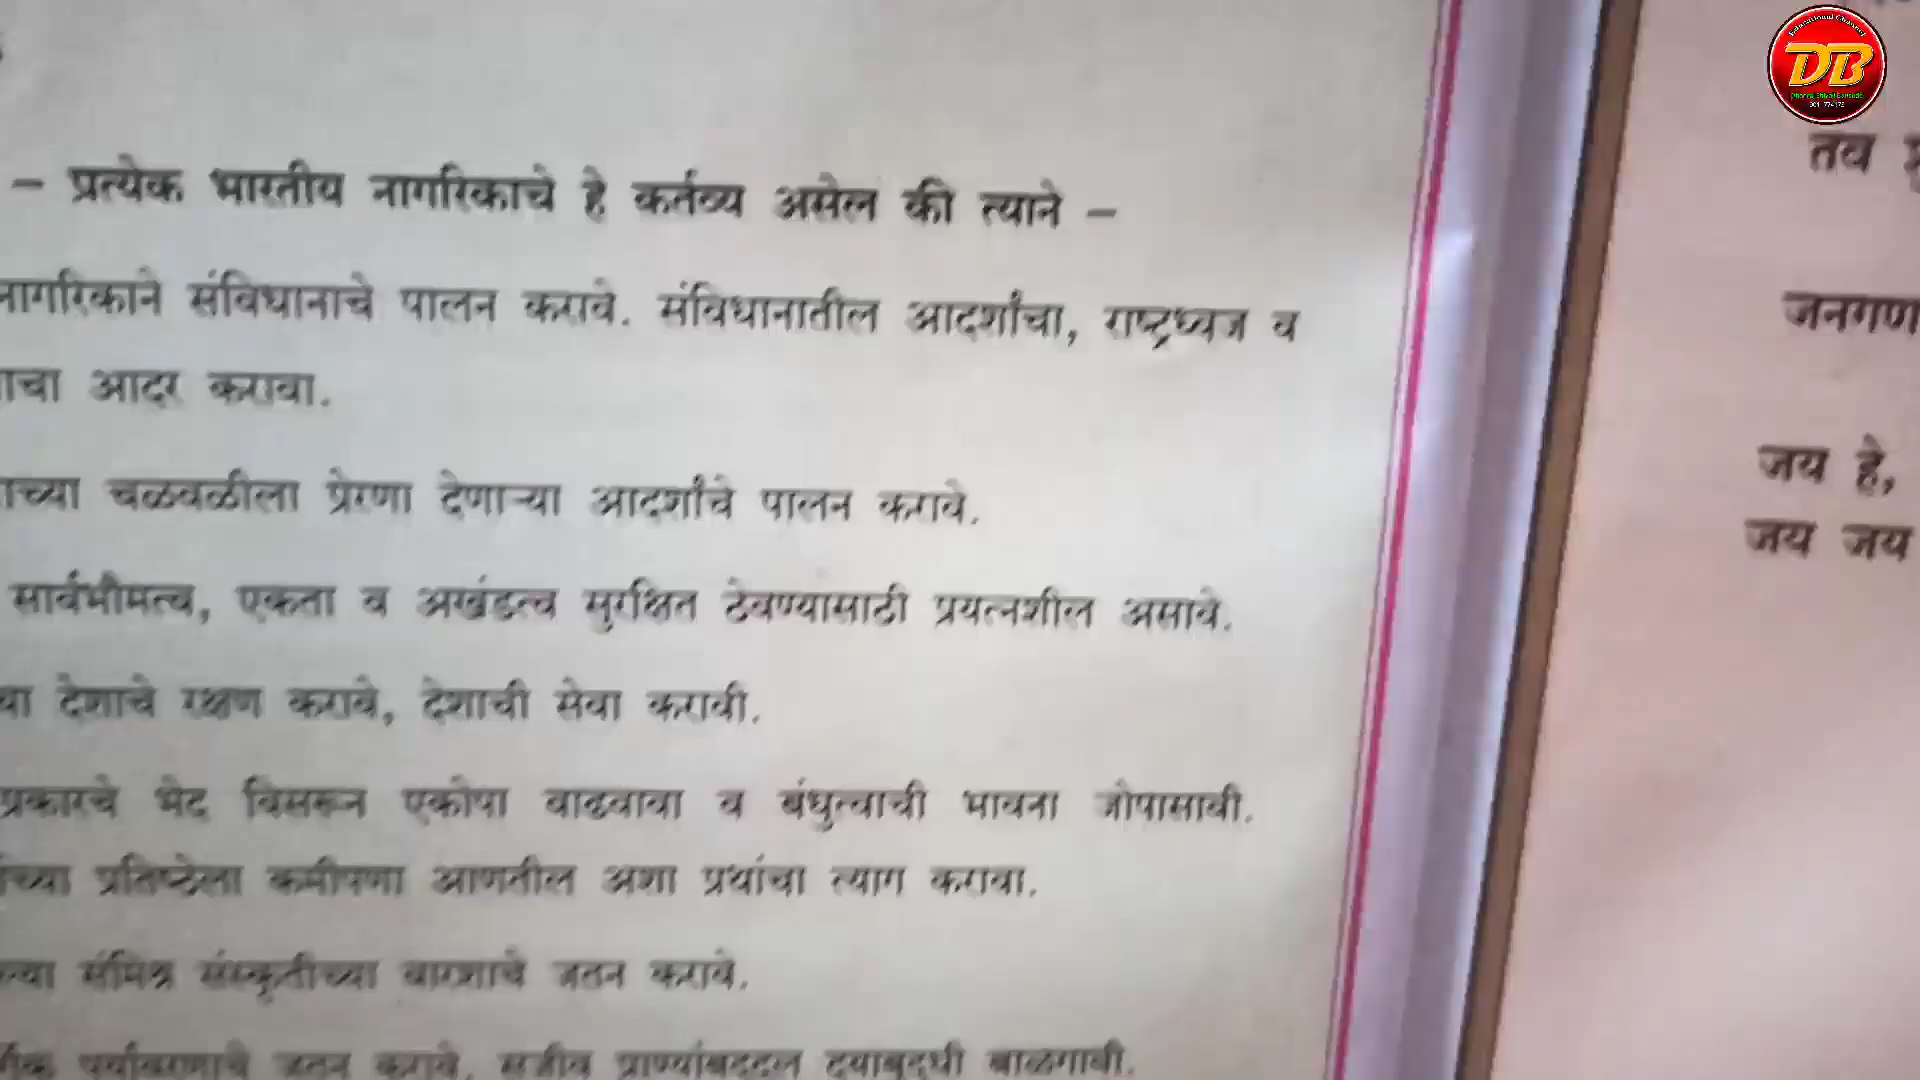 – प्रत्येक भारतीय नागरिकाचे हे कर्तव्य असेल की त्याने –
नागरिकाने संविधानाचे पालन करावे. संविधानातील आदर्शांचा, राष्ट्रध्वज व
चा आदर करावा.
च्या चळवळीला प्रेरणा देणाऱ्या आदर्शांचे पालन करावे.
सार्वभौमत्व, एकता व अखंडत्व सुरक्षित ठेवण्यासाठी प्रयत्नशील असावे.
देशाचे रक्षण करावे, देशाची सेवा करावी.
प्रकारचे भेद विसरून एकोपा वाढवावा व बंधुत्वाची भावना जोपासावी.
च्या प्रतिष्ठेला कमीपणा आणतील अशा प्रथांचा त्याग करावा.
संमिश्र संस्कृतीच्या वारशाचे जतन करावे.
पर्यावरणाचे जतन करावे. सजीव प्राण्यांबद्दल दयाबुद्धी बाळगावी.
तव
जनगण
जय हे,
जय जय
Educational Channel
DB